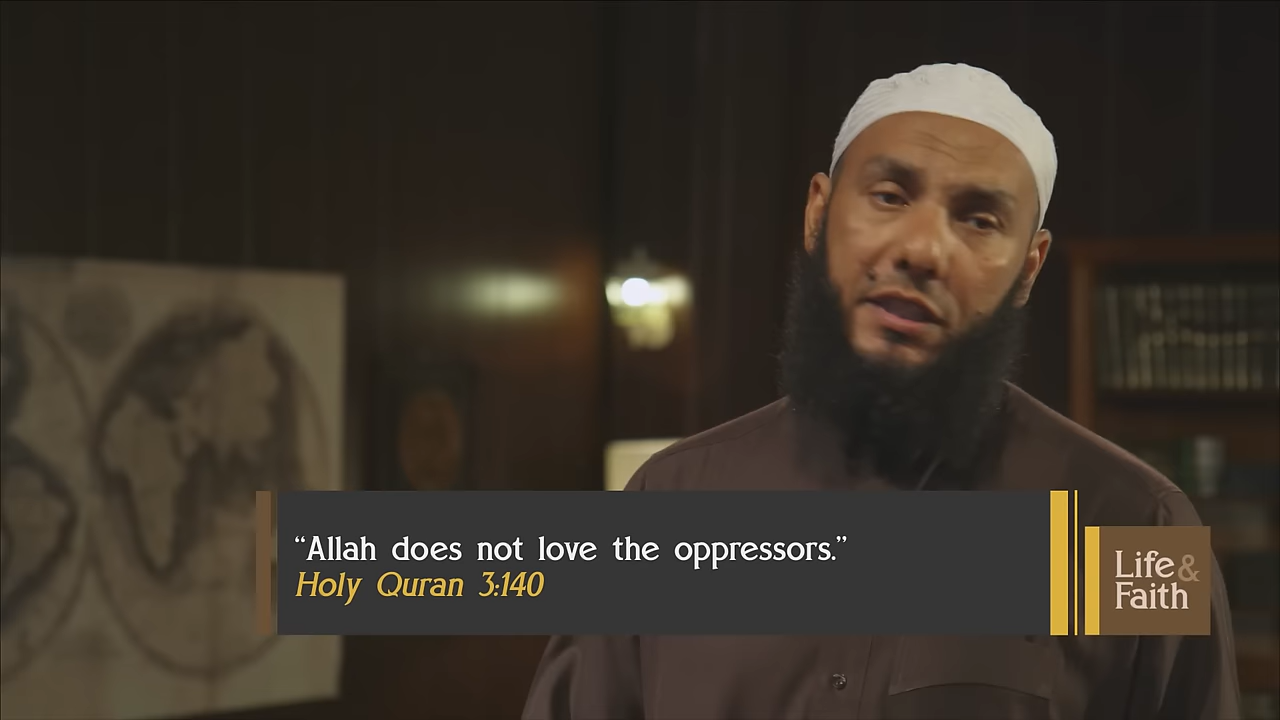 “Allah does not love the oppressors.”
Holy Quran 3:140
Life &
Faith